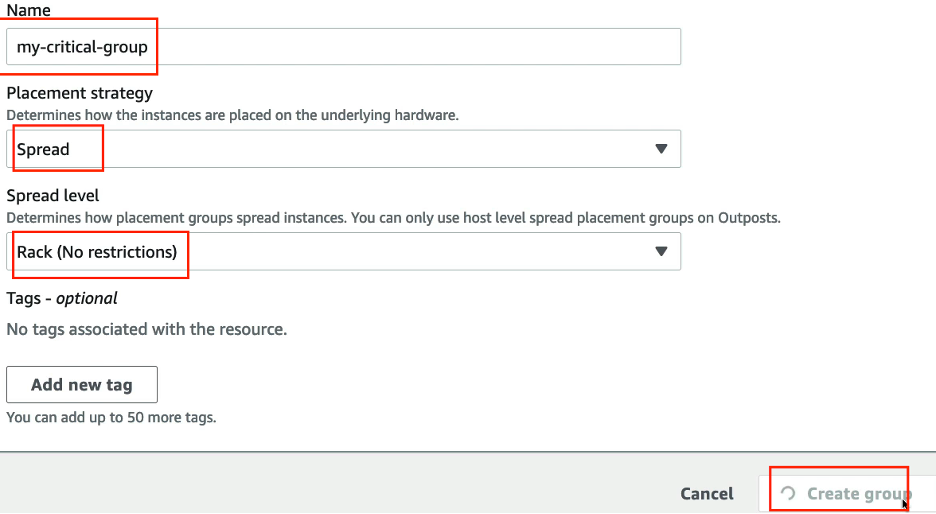 Name
my-critical-group
Placement strategy
Determines how the instances are placed on the underlying hardware.
Spread
Spread level
Determines how placement groups spread instances. You can only use host level spread placement groups on Outposts.
Rack (No restrictions)
Tags - optional
No tags associated with the resource.
Add new tag
You can add up to 50 more tags.
Cancel
Create group